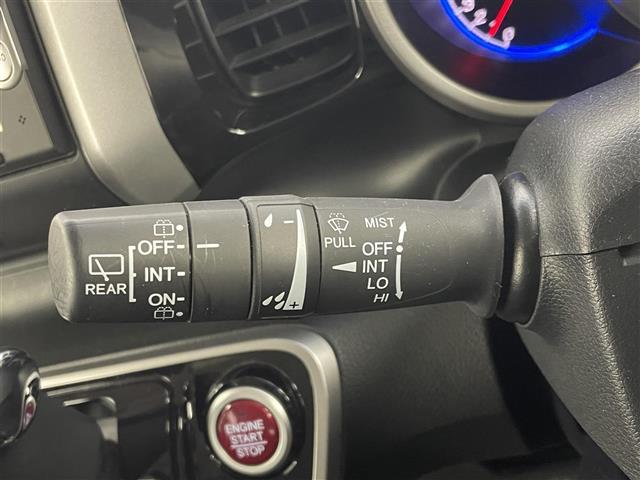 OFF
INT
ON
REAR
- +
PULL
MIST
OFF
INT
LO
HI
ENGINE
START
STOP